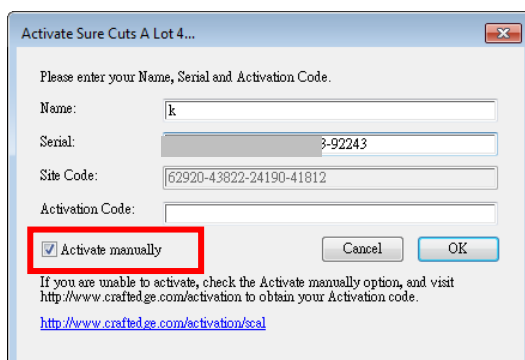 Activate Sure Cuts A Lot 4...
Please enter your Name, Serial and Activation Code.
Name:
k
Serial:
3-92243
Site Code:
62920-43822-24190-41812
Activation Code:
Activate manually
Cancel
OK
If you are unable to activate, check the Activate manually option, and visit
http://www.craftedge.com/activation to obtain your Activation code.
http://www.craftedge.com/activation/scal